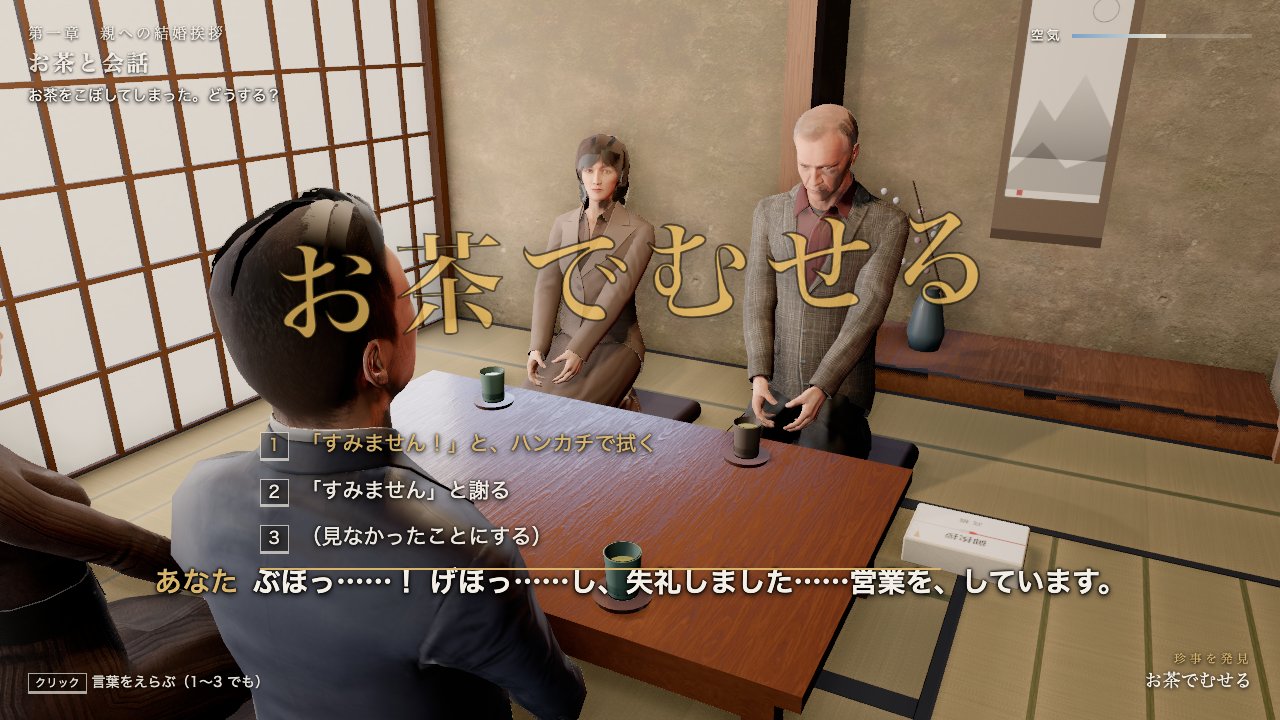 第一章　親への結婚挨拶
お茶と会話
お茶をこぼしてしまった。どうする？
空気
お茶でむせる
1 「すみません！」と、ハンカチで拭く
2 「すみません」と謝る
3 （見なかったことにする）
あなた ぶほっ……！ げほっ……し、失礼しました……営業を、しています。
珍事を発見
お茶でむせる
クリック 言葉をえらぶ（1〜3 でも）